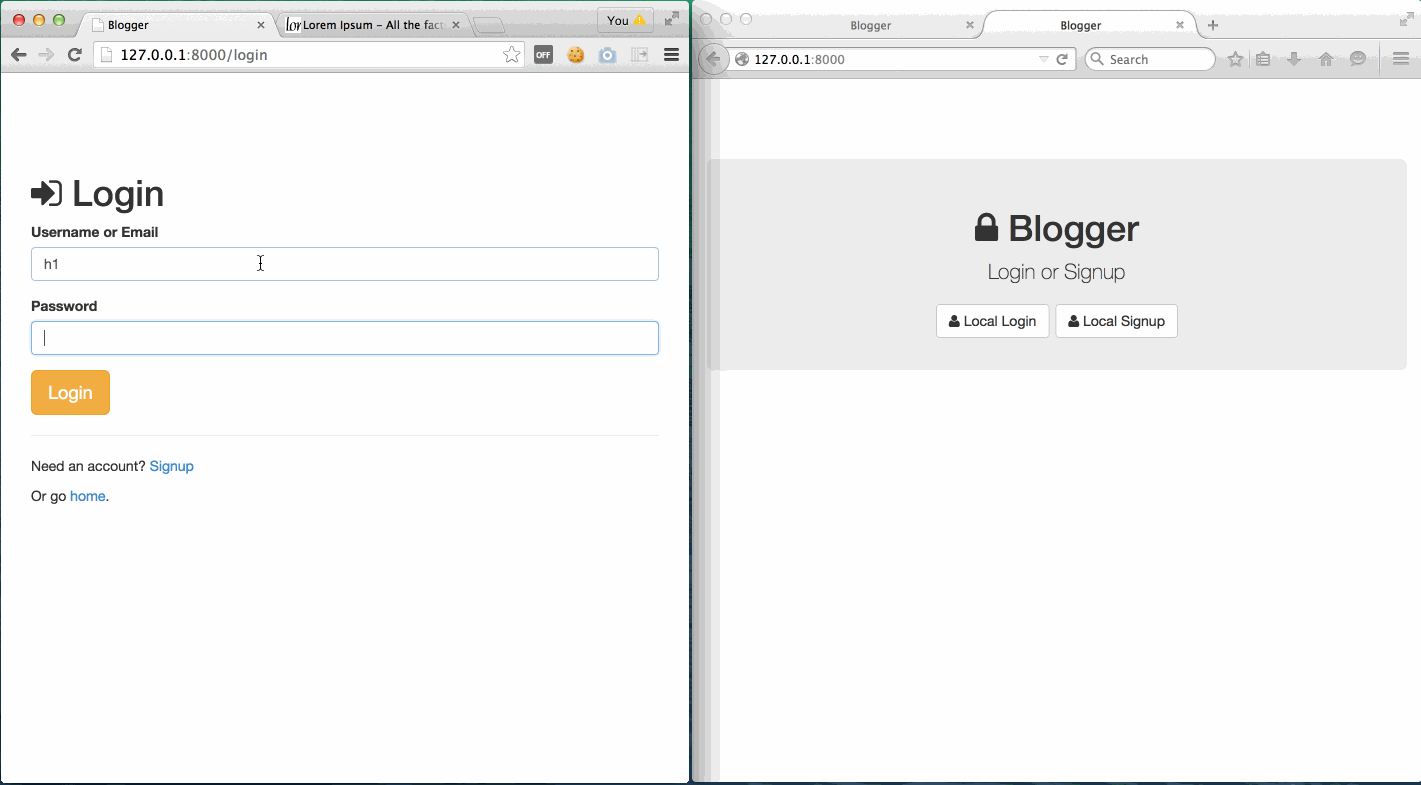 Blogger
lor Lorem Ipsum – All the fact
You
127.0.0.1:8000/login
OFF
Login
Username or Email
h1
Password
Login
Need an account? Signup
Or go home.
Blogger
Blogger
127.0.0.1:8000
Search
Blogger
Login or Signup
Local Login
Local Signup